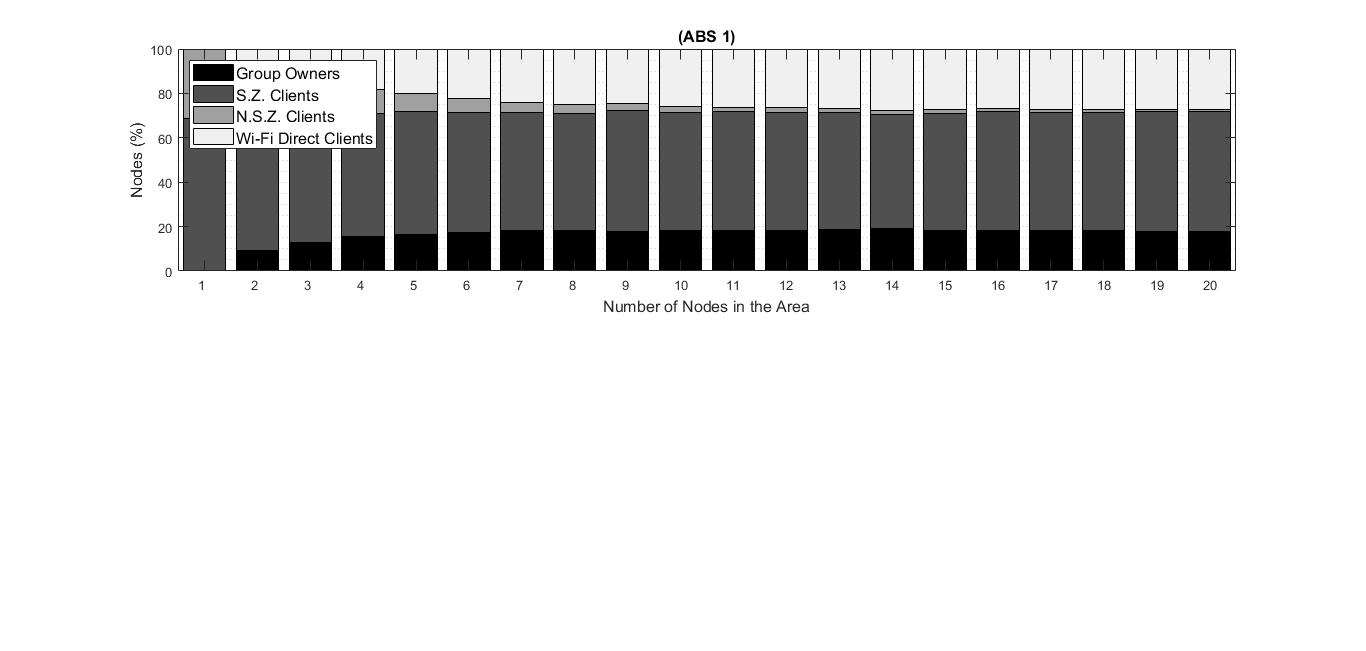 (ABS 1)
100
80
60
40
20
0
Nodes (%)
Group Owners
S.Z. Clients
N.S.Z. Clients
Wi-Fi Direct Clients
1 2 3 4 5 6 7 8 9 10 11 12 13 14 15 16 17 18 19 20
Number of Nodes in the Area